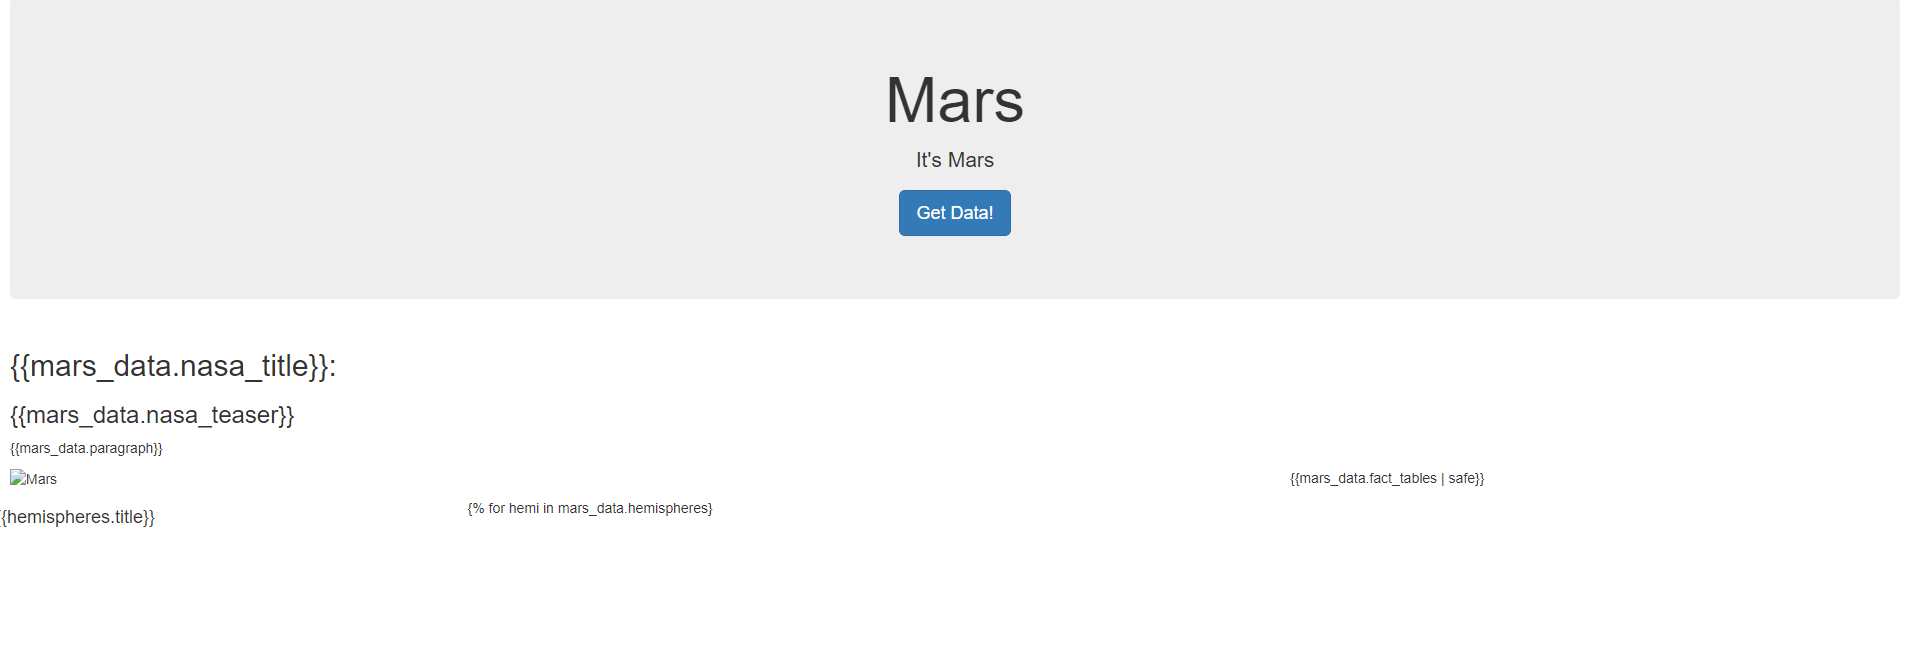 Mars
It's Mars
Get Data!
{{mars_data.nasa_title}}:
{{mars_data.nasa_teaser}}
{{mars_data.paragraph}}
Mars
{{mars_data.fact_tables | safe}}
{% for hemi in mars_data.hemispheres}
{{hemispheres.title}}